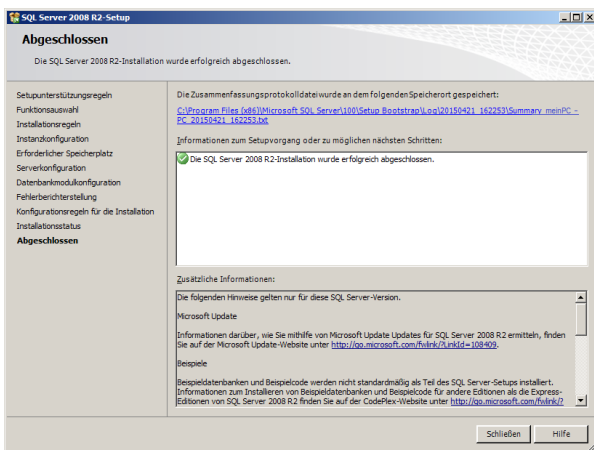 SQL Server 2008 R2-Setup
Abgeschlossen
Die SQL Server 2008 R2-Installation wurde erfolgreich abgeschlossen.
Setupunterstützungsregeln
Funktionsauswahl
Installationsregeln
Instanzkonfiguration
Erforderlicher Speicherplatz
Serverkonfiguration
Datenbankmodulkonfiguration
Fehlerberichterstellung
Konfigurationsregeln für die Installation
Installationsstatus
Abgeschlossen
Die Zusammenfassungsprotokolldatei wurde an dem folgenden Speicherort gespeichert:
C:\Program Files (x86)\Microsoft SQL Server\100\Setup Bootstrap\Log\20150421_162253\Summary_meinPC -
PC_20150421_162253.txt
Informationen zum Setupvorgang oder zu möglichen nächsten Schritten:
Die SQL Server 2008 R2-Installation wurde erfolgreich abgeschlossen.
Zusätzliche Informationen:
Die folgenden Hinweise gelten nur für diese SQL Server-Version.
Microsoft Update
Informationen darüber, wie Sie mithilfe von Microsoft Update Updates für SQL Server 2008 R2 ermitteln, finden
Sie auf der Microsoft Update-Website unter http://go.microsoft.com/fwlink/?LinkId=108409.
Beispiele
Beispieldatenbanken und Beispielcode werden nicht standardmäßig als Teil des SQL Server-Setups installiert.
Informationen zum Installieren von Beispieldatenbanken und Beispielcode für andere Editionen als die Express-
Editionen von SQL Server 2008 R2 finden Sie auf der CodePlex-Website unter http://go.microsoft.com/fwlink/?
Schließen
Hilfe